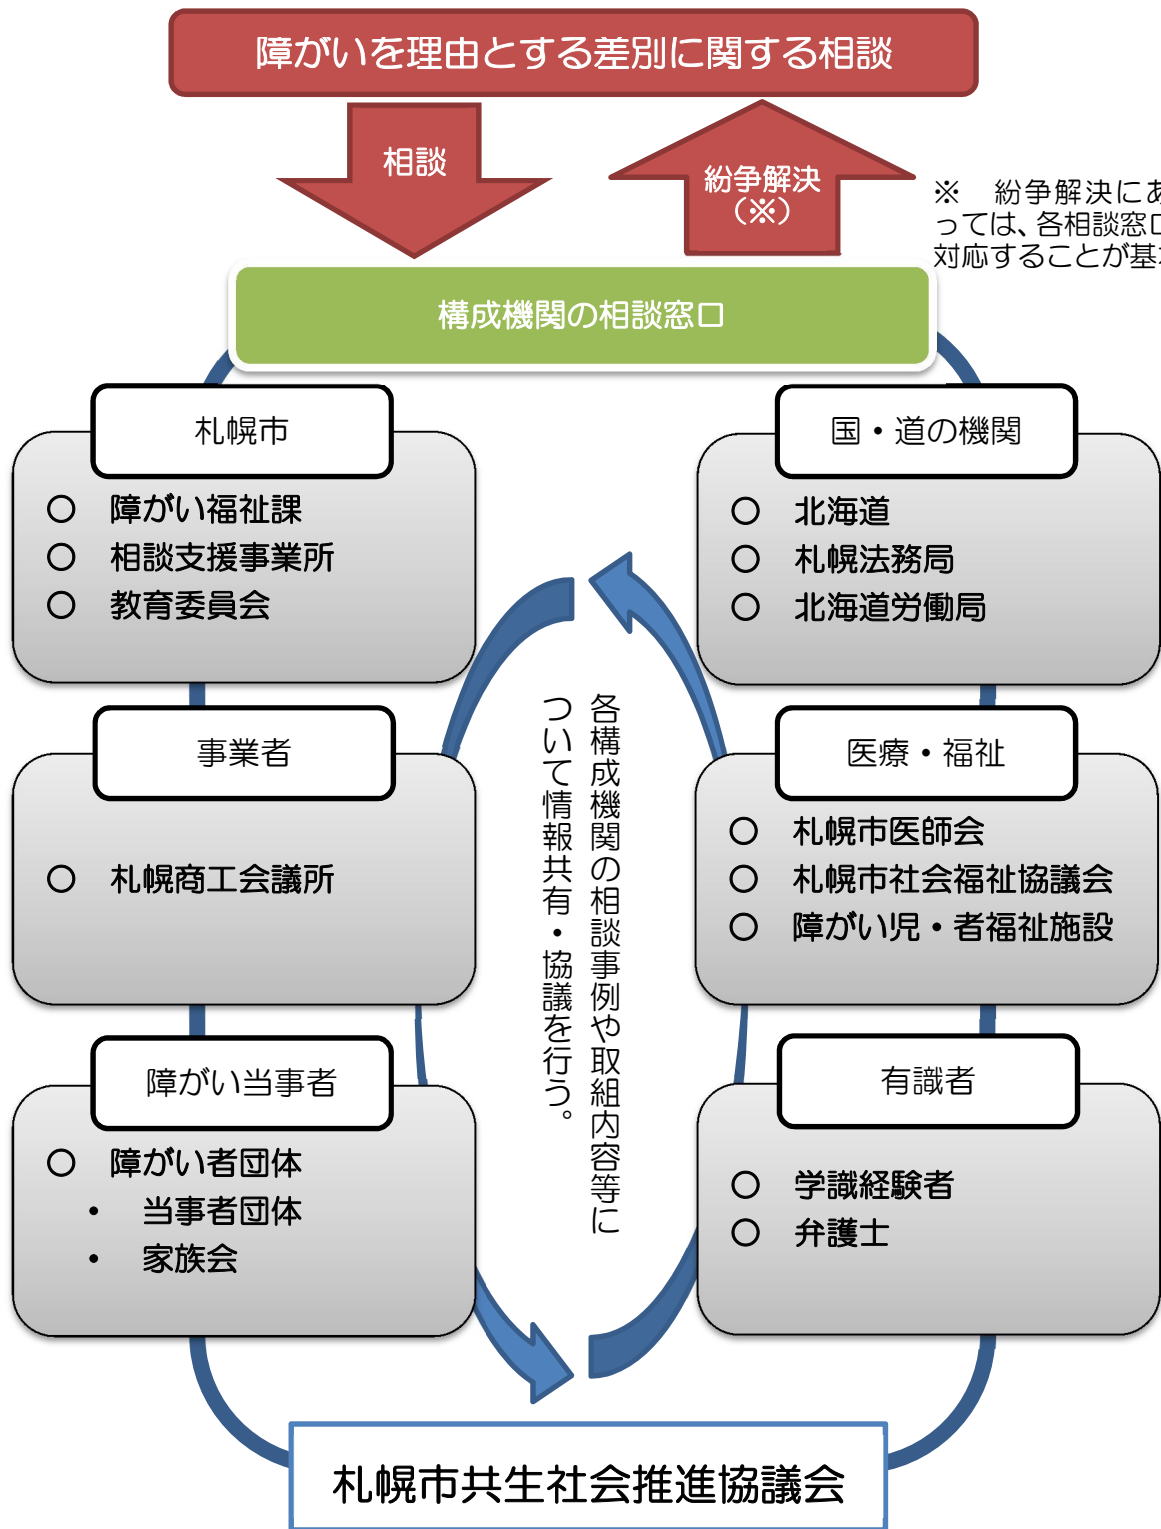 障がいを理由とする差別に関する相談
相談
紛争解決
（※）
※　紛争解決にあ
っては、各相談窓口
対応することが基
構成機関の相談窓口
札幌市
○　障がい福祉課
○　相談支援事業所
○　教育委員会
国・道の機関
○　北海道
○　札幌法務局
○　北海道労働局
事業者
○　札幌商工会議所
医療・福祉
○　札幌市医師会
○　札幌市社会福祉協議会
○　障がい児・者福祉施設
各構成機関の相談事例や取組内容等に
ついて情報共有・協議を行う。
障がい当事者
○　障がい者団体
・　当事者団体
・　家族会
有識者
○　学識経験者
○　弁護士
札幌市共生社会推進協議会